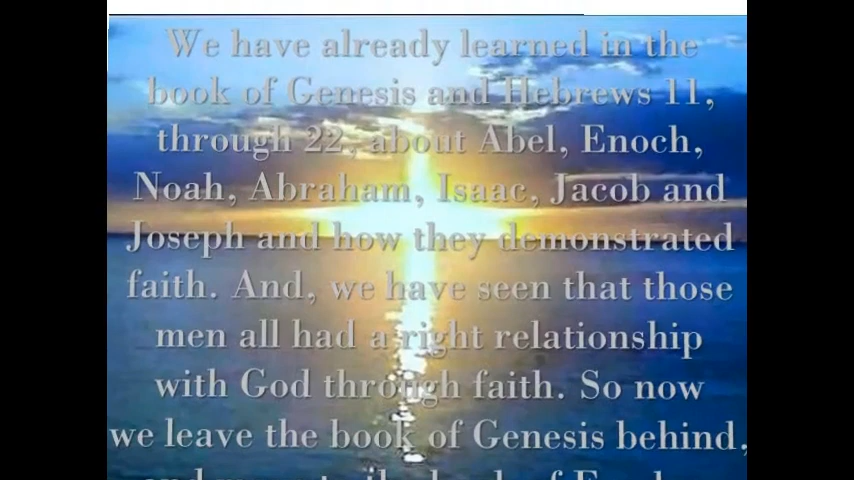 We have already learned in the
book of Genesis and Hebrews 11,
through 22, about Abel, Enoch,
Noah, Abraham, Isaac, Jacob and
Joseph and how they demonstrated
faith. And, we have seen that those
men all had a right relationship
with God through faith. So now
we leave the book of Genesis behind,